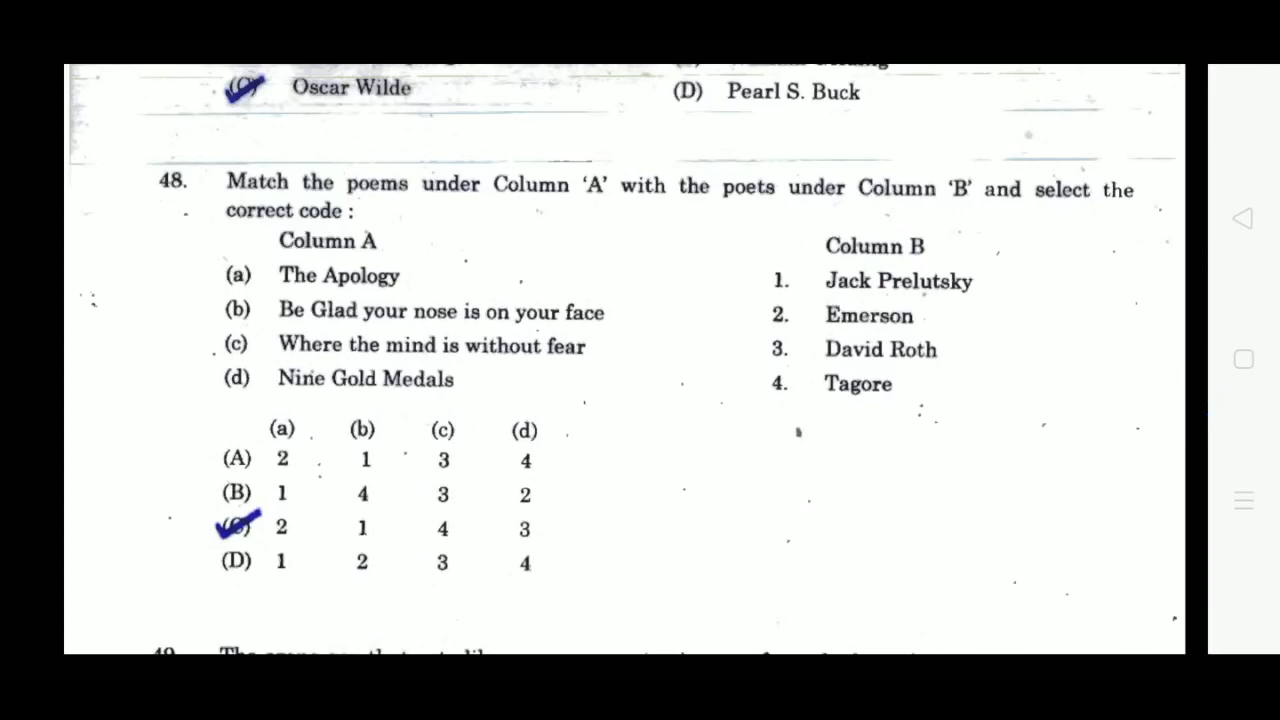 (C) Oscar Wilde
(D) Pearl S. Buck
48. Match the poems under Column 'A' with the poets under Column 'B' and select the
correct code :
Column A Column B
(a) The Apology 1. Jack Prelutsky
(b) Be Glad your nose is on your face 2. Emerson
(c) Where the mind is without fear 3. David Roth
(d) Nine Gold Medals 4. Tagore
(a) (b) (c) (d)
(A) 2 1 3 4
(B) 1 4 3 2
(C) 2 1 4 3
(D) 1 2 3 4
49. The